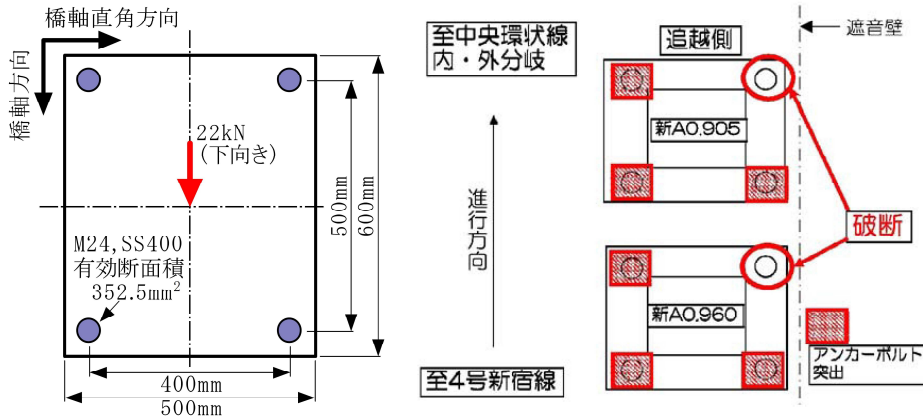 橋軸直角方向
橋軸方向
22kN
(下向き)
500mm
600mm
M24,SS400
有効断面積
352.5mm²
400mm
500mm
至中央環状線
内・外分岐
進行方向
至4号新宿線
追越側
遮音壁
新A0.905
破断
新A0.960
アンカーボルト
突出